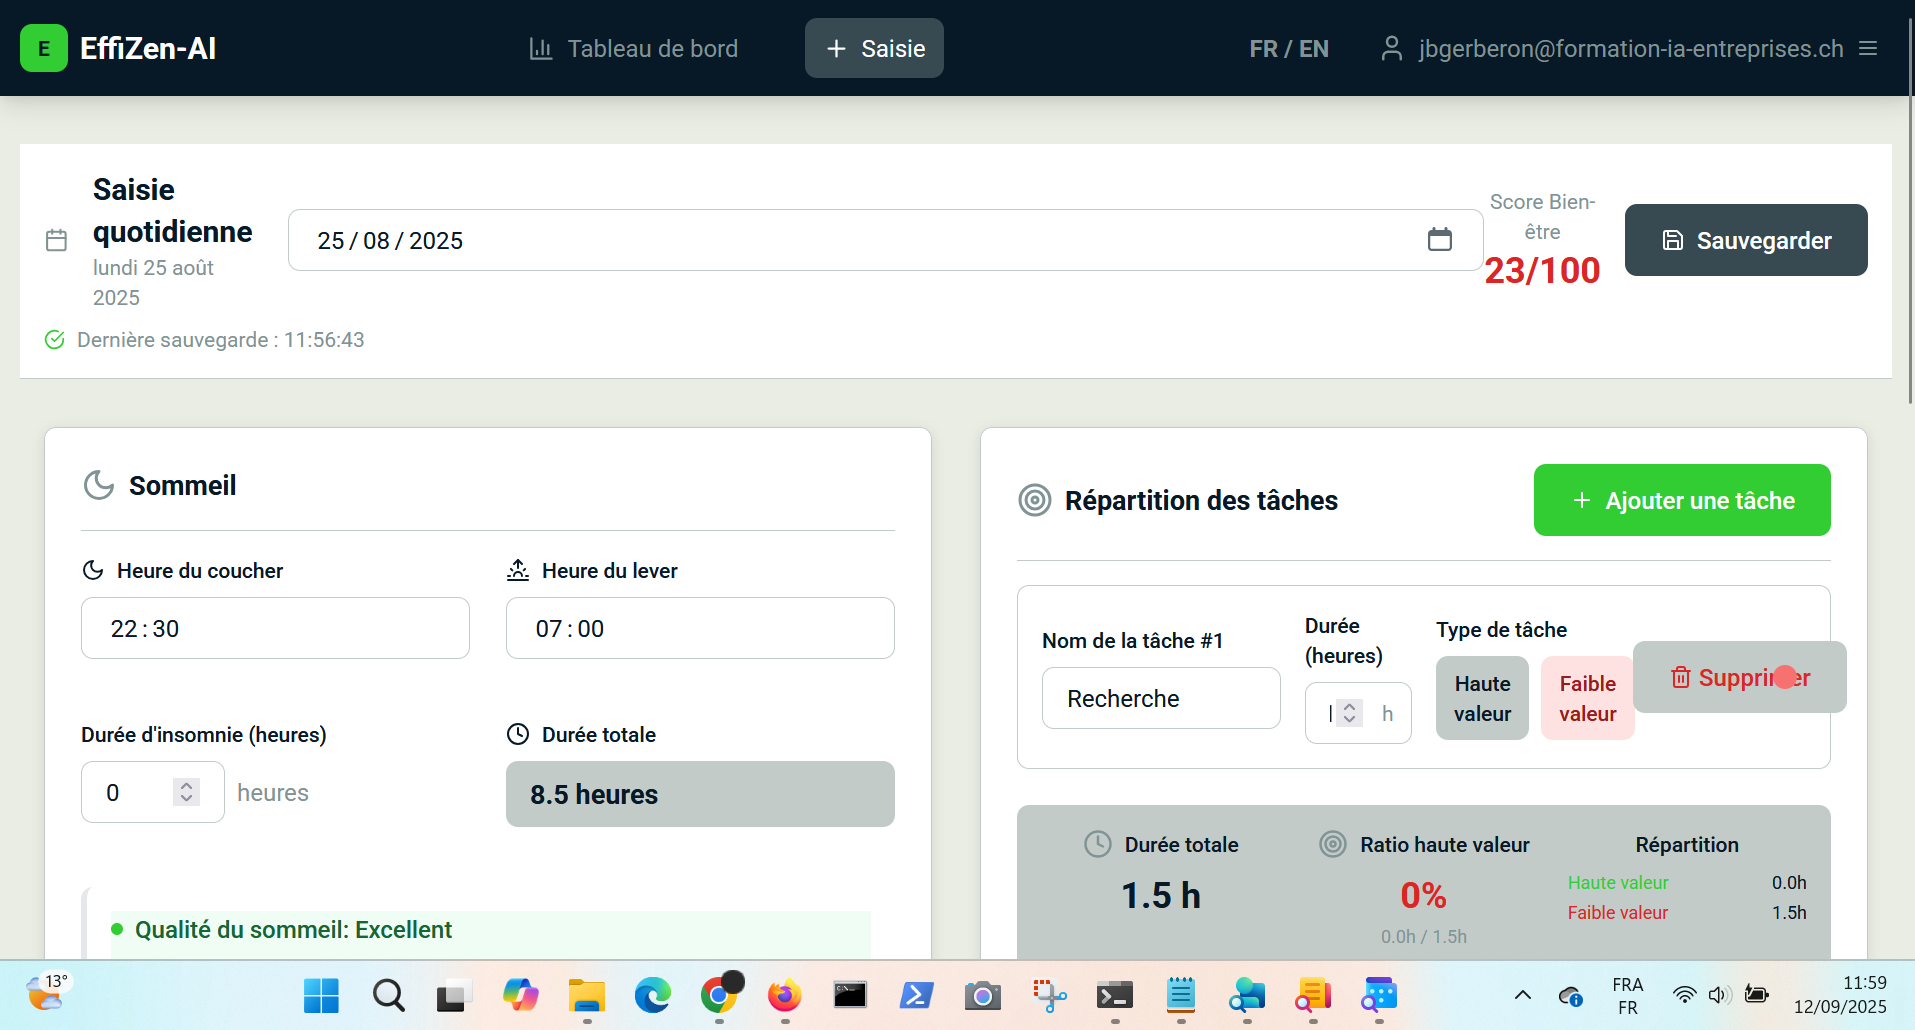 E EffiZen-AI
Tableau de bord
+ Saisie
FR / EN
jbgerberon@formation-ia-entreprises.ch
Saisie
quotidienne
lundi 25 août
2025
25/08/2025
Score Bien-
être
23/100
Sauvegarder
Dernière sauvegarde : 11:56:43
Sommeil
Heure du coucher
22:30
Heure du lever
07:00
Durée d'insomnie (heures)
0
heures
Durée totale
8.5 heures
Qualité du sommeil: Excellent
Répartition des tâches
+ Ajouter une tâche
Nom de la tâche #1
Recherche
Durée
(heures)
h
Type de tâche
Haute
valeur
Faible
valeur
Durée totale
1.5 h
Ratio haute valeur
0%
0.0h / 1.5h
Répartition
Haute valeur 0.0h
Faible valeur 1.5h
13°
FRA
FR
11:59
12/09/2025